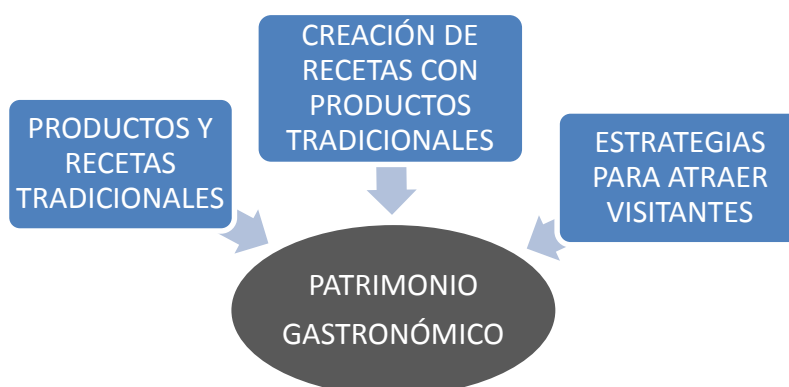 PRODUCTOS Y
RECETAS
TRADICIONALES
CREACIÓN DE
RECETAS CON
PRODUCTOS
TRADICIONALES
ESTRATEGIAS
PARA ATRAER
VISITANTES
PATRIMONIO
GASTRONÓMICO